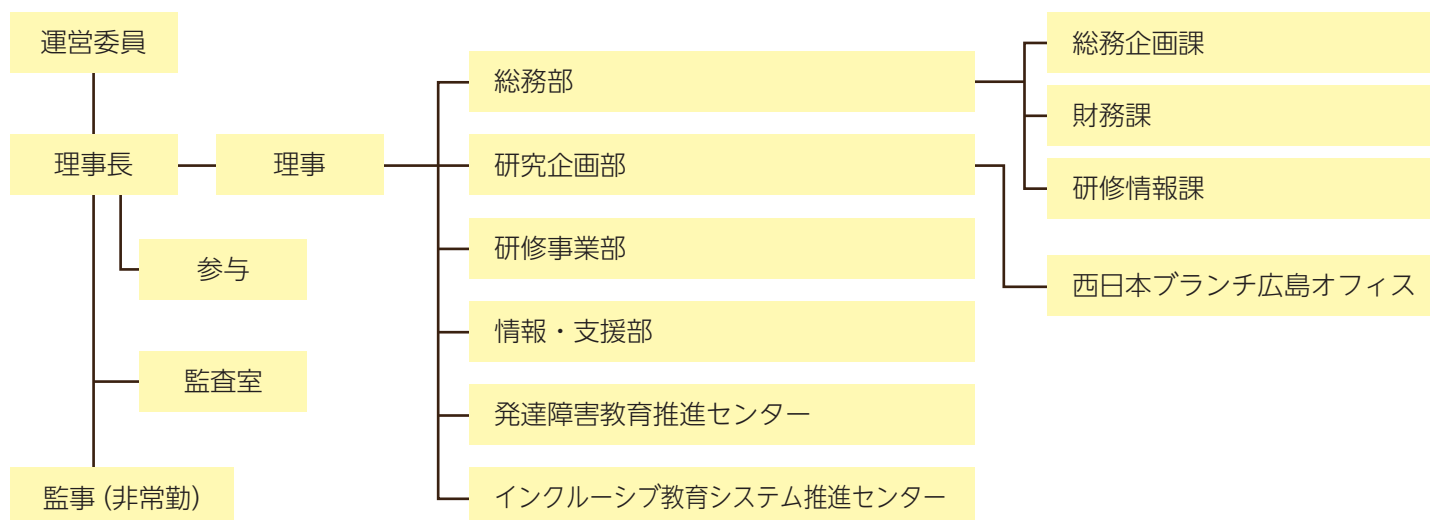 運営委員
理事長
理事
参与
監査室
監事(非常勤)
総務部
研究企画部
研修事業部
情報・支援部
発達障害教育推進センター
インクルーシブ教育システム推進センター
総務企画課
財務課
研修情報課
西日本ブランチ広島オフィス